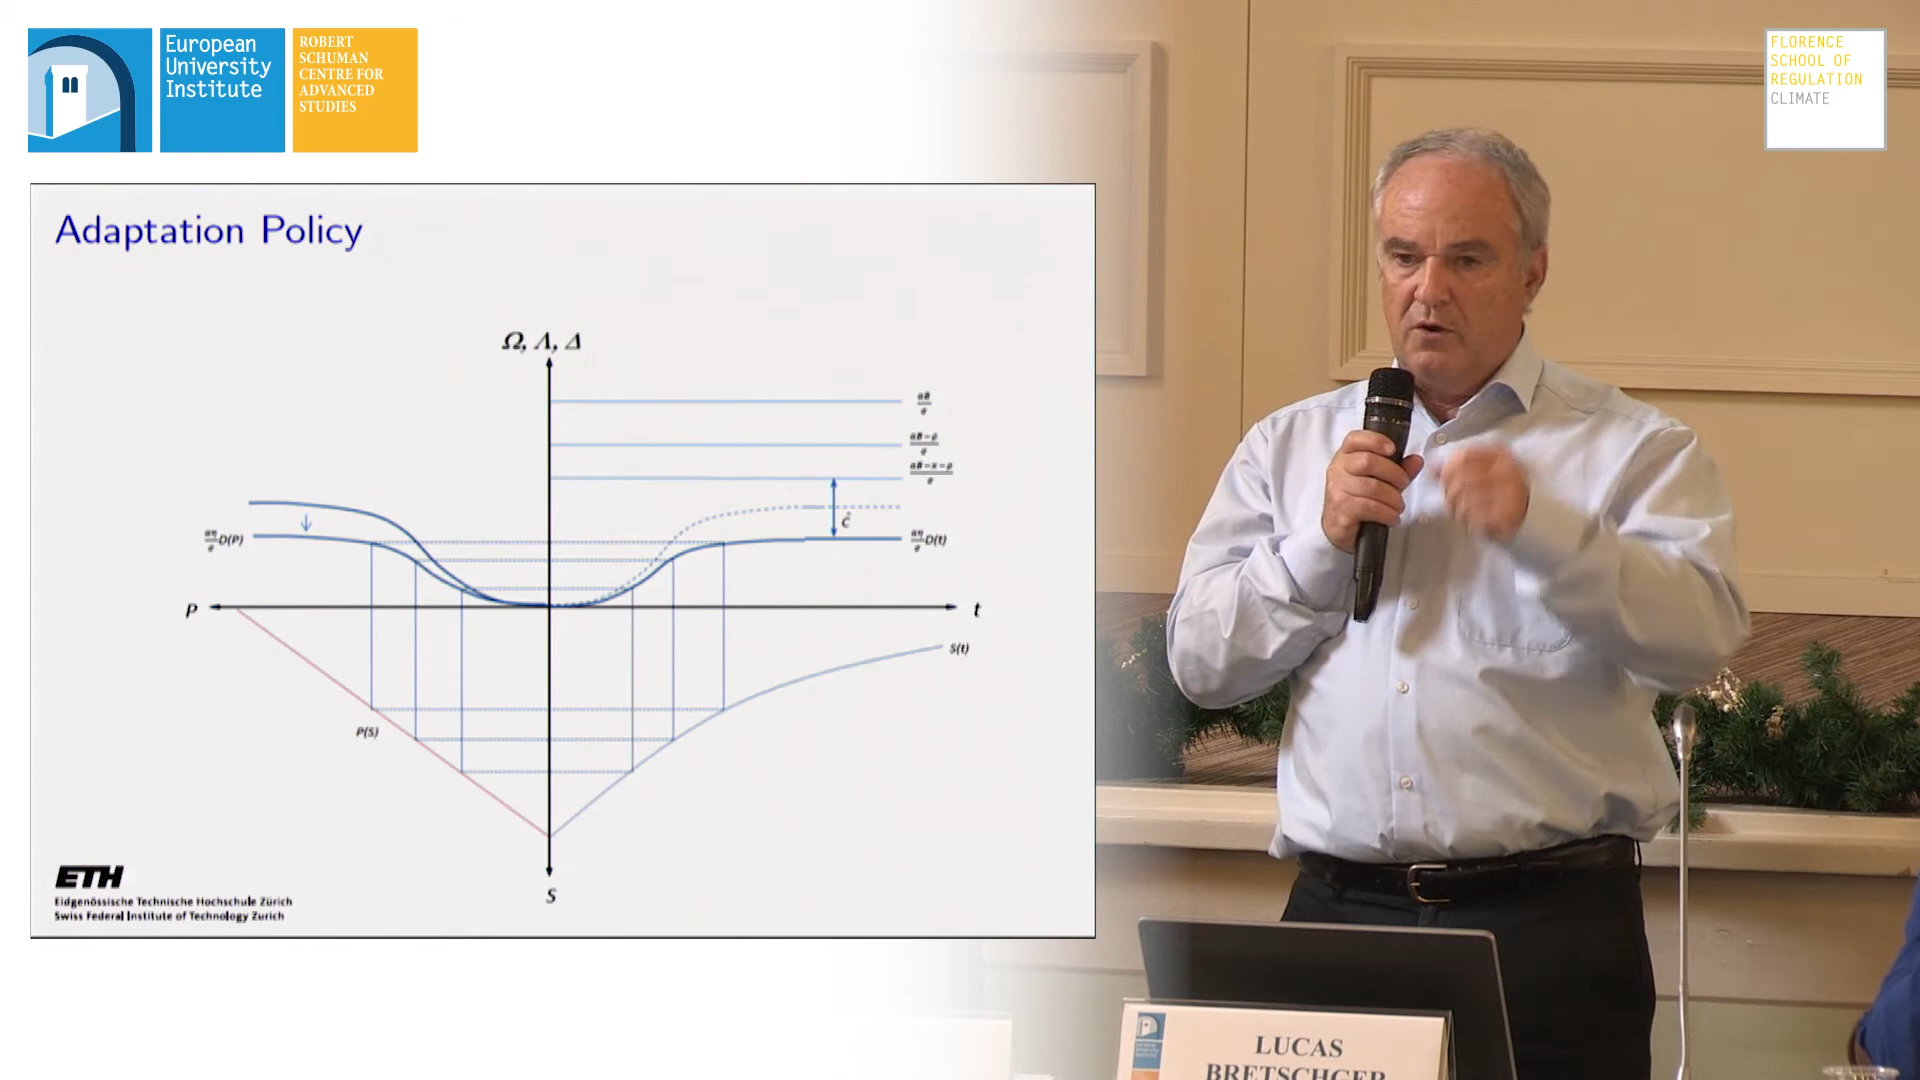 European
University
Institute
ROBERT
SCHUMAN
CENTRE FOR
ADVANCED
STUDIES
FLORENCE
SCHOOL OF
REGULATION
CLIMATE
Adaptation Policy
Ω, Λ, Δ
Ĉ
D(P)
D(t)
P
t
S(t)
P(S)
S
ETH
Eidgenössische Technische Hochschule Zürich
Swiss Federal Institute of Technology Zurich
LUCAS
BRETSCHGER